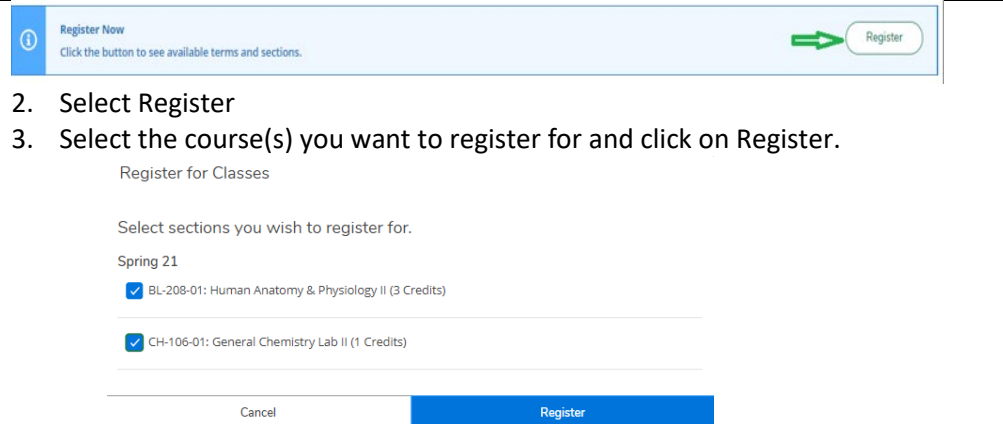 Register Now
Click the button to see available terms and sections.
Register
2. Select Register
3. Select the course(s) you want to register for and click on Register.
Register for Classes
Select sections you wish to register for.
Spring 21
BL-208-01: Human Anatomy & Physiology II (3 Credits)
CH-106-01: General Chemistry Lab II (1 Credits)
Cancel Register